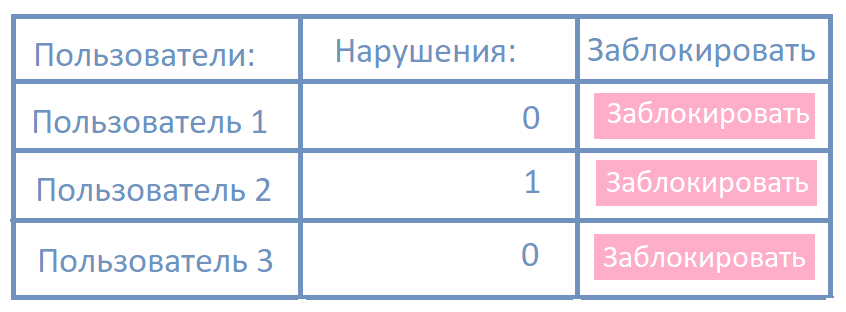 Пользователи: Нарушения: Заблокировать
Пользователь 1 0 Заблокировать
Пользователь 2 1 Заблокировать
Пользователь 3 0 Заблокировать